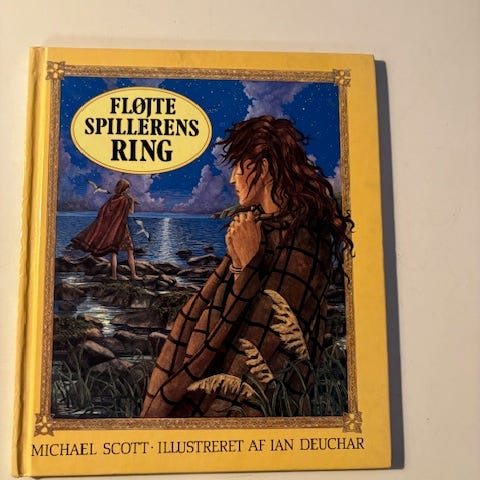 FLØJTE
SPILLERENS
RING
MICHAEL SCOTT · ILLUSTRERET AF IAN DEUCHAR